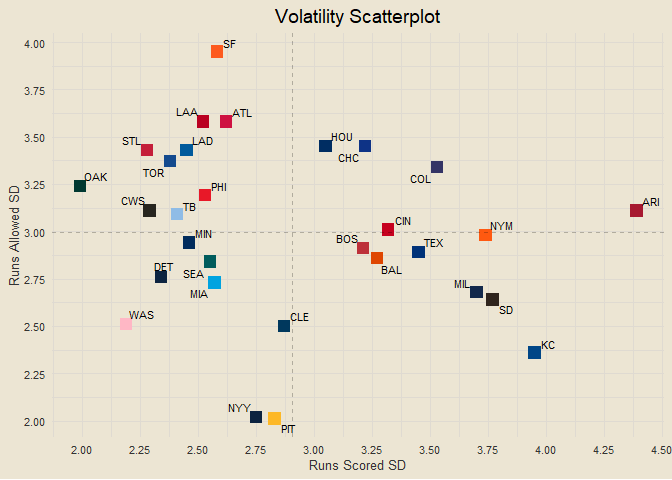 Volatility Scatterplot
4.00
SF
3.75
LAA
ATL
3.50
STL
LAD
HOU
TOR
CHC
COL
3.25
OAK
PHI
CWS
TB
ARI
3.00
MIN
CIN
NYM
BOS
TEX
DET
SEA
BAL
2.75
MIA
MIL
SD
WAS
CLE
2.50
KC
2.25
NYY
2.00
PIT
Runs Allowed SD
2.00 2.25 2.50 2.75 3.00 3.25 3.50 3.75 4.00 4.25 4.50
Runs Scored SD